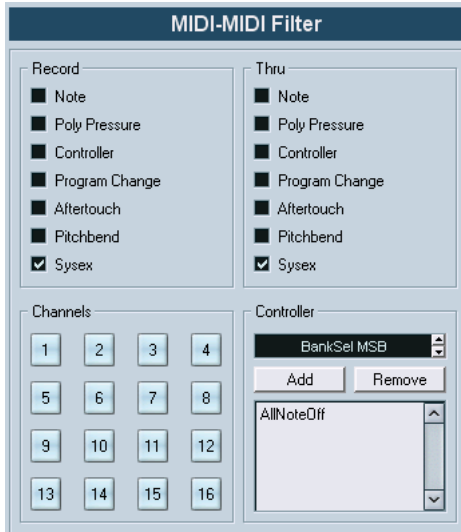 MIDI-MIDI Filter
Record
Note
Poly Pressure
Controller
Program Change
Aftertouch
Pitchbend
Sysex
Thru
Note
Poly Pressure
Controller
Program Change
Aftertouch
Pitchbend
Sysex
Channels
1 2 3 4
5 6 7 8
9 10 11 12
13 14 15 16
Controller
BankSel MSB
Add Remove
AllNoteOff